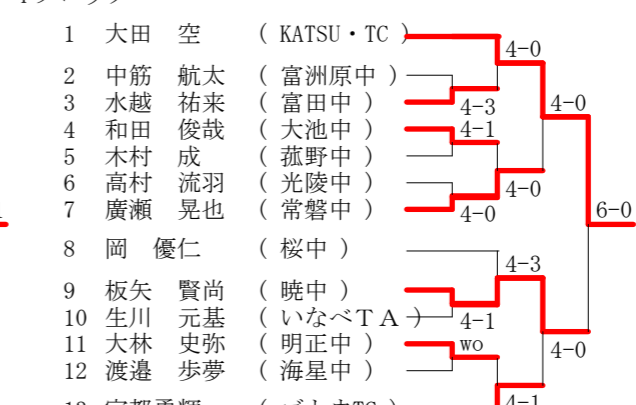 1 大田 空 ( KATSU・TC )
4-0
2 中筋 航太 ( 富洲原中 )
3 水越 祐来 ( 富田中 )
4-3
4-0
4 和田 俊哉 ( 大池中 )
4-1
5 木村 成 ( 菰野中 )
6 高村 流羽 ( 光陵中 )
4-0
7 廣瀬 晃也 ( 常磐中 )
4-0
6-0
8 岡 優仁 ( 桜中 )
4-3
9 板矢 賢尚 ( 暁中 )
10 生川 元基 ( いなべTA )
4-1
11 大林 史弥 ( 明正中 )
WO
4-0
12 渡邉 歩夢 ( 海星中 )
4-1